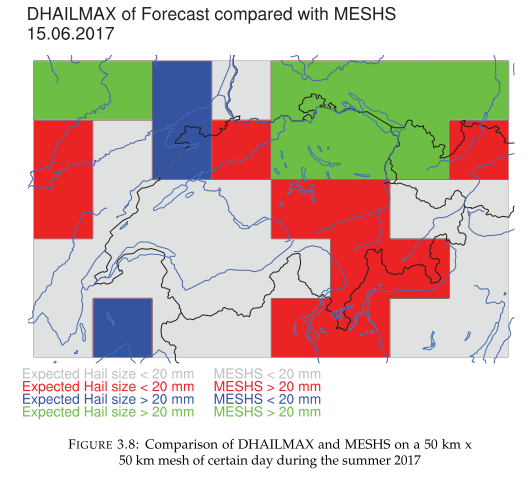 DHAILMAX of Forecast compared with MESHS
15.06.2017
Expected Hail size < 20 mm MESHS < 20 mm
Expected Hail size < 20 mm MESHS > 20 mm
Expected Hail size > 20 mm MESHS < 20 mm
Expected Hail size > 20 mm MESHS > 20 mm
FIGURE 3.8: Comparison of DHAILMAX and MESHS on a 50 km x
50 km mesh of certain day during the summer 2017